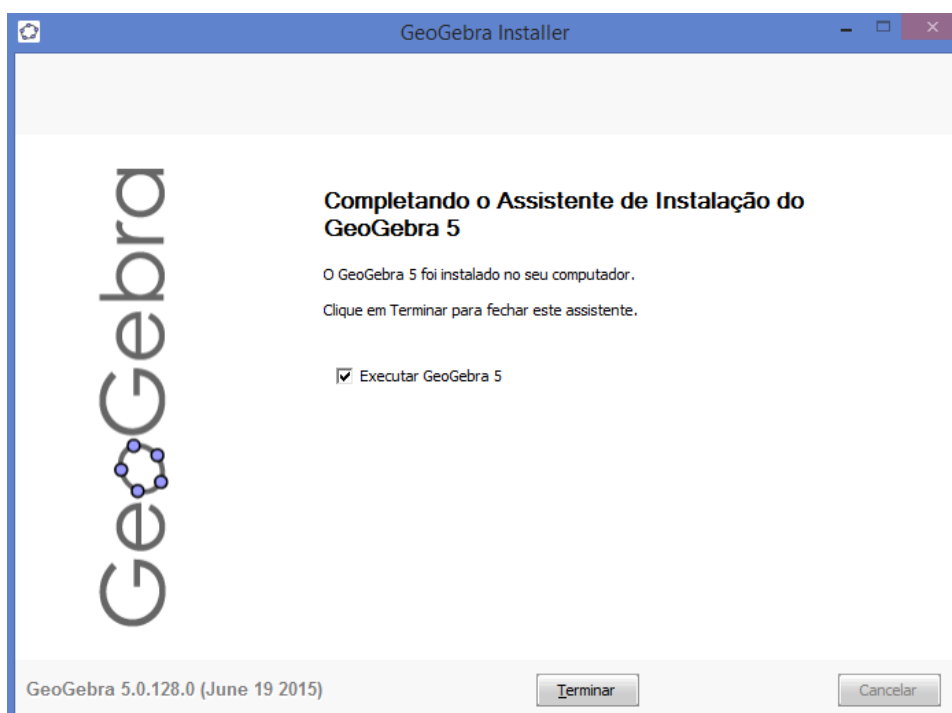 GeoGebra Installer
GeoGebra
Completando o Assistente de Instalação do
GeoGebra 5
O GeoGebra 5 foi instalado no seu computador.
Clique em Terminar para fechar este assistente.
Executar GeoGebra 5
GeoGebra 5.0.128.0 (June 19 2015)
Terminar
Cancelar